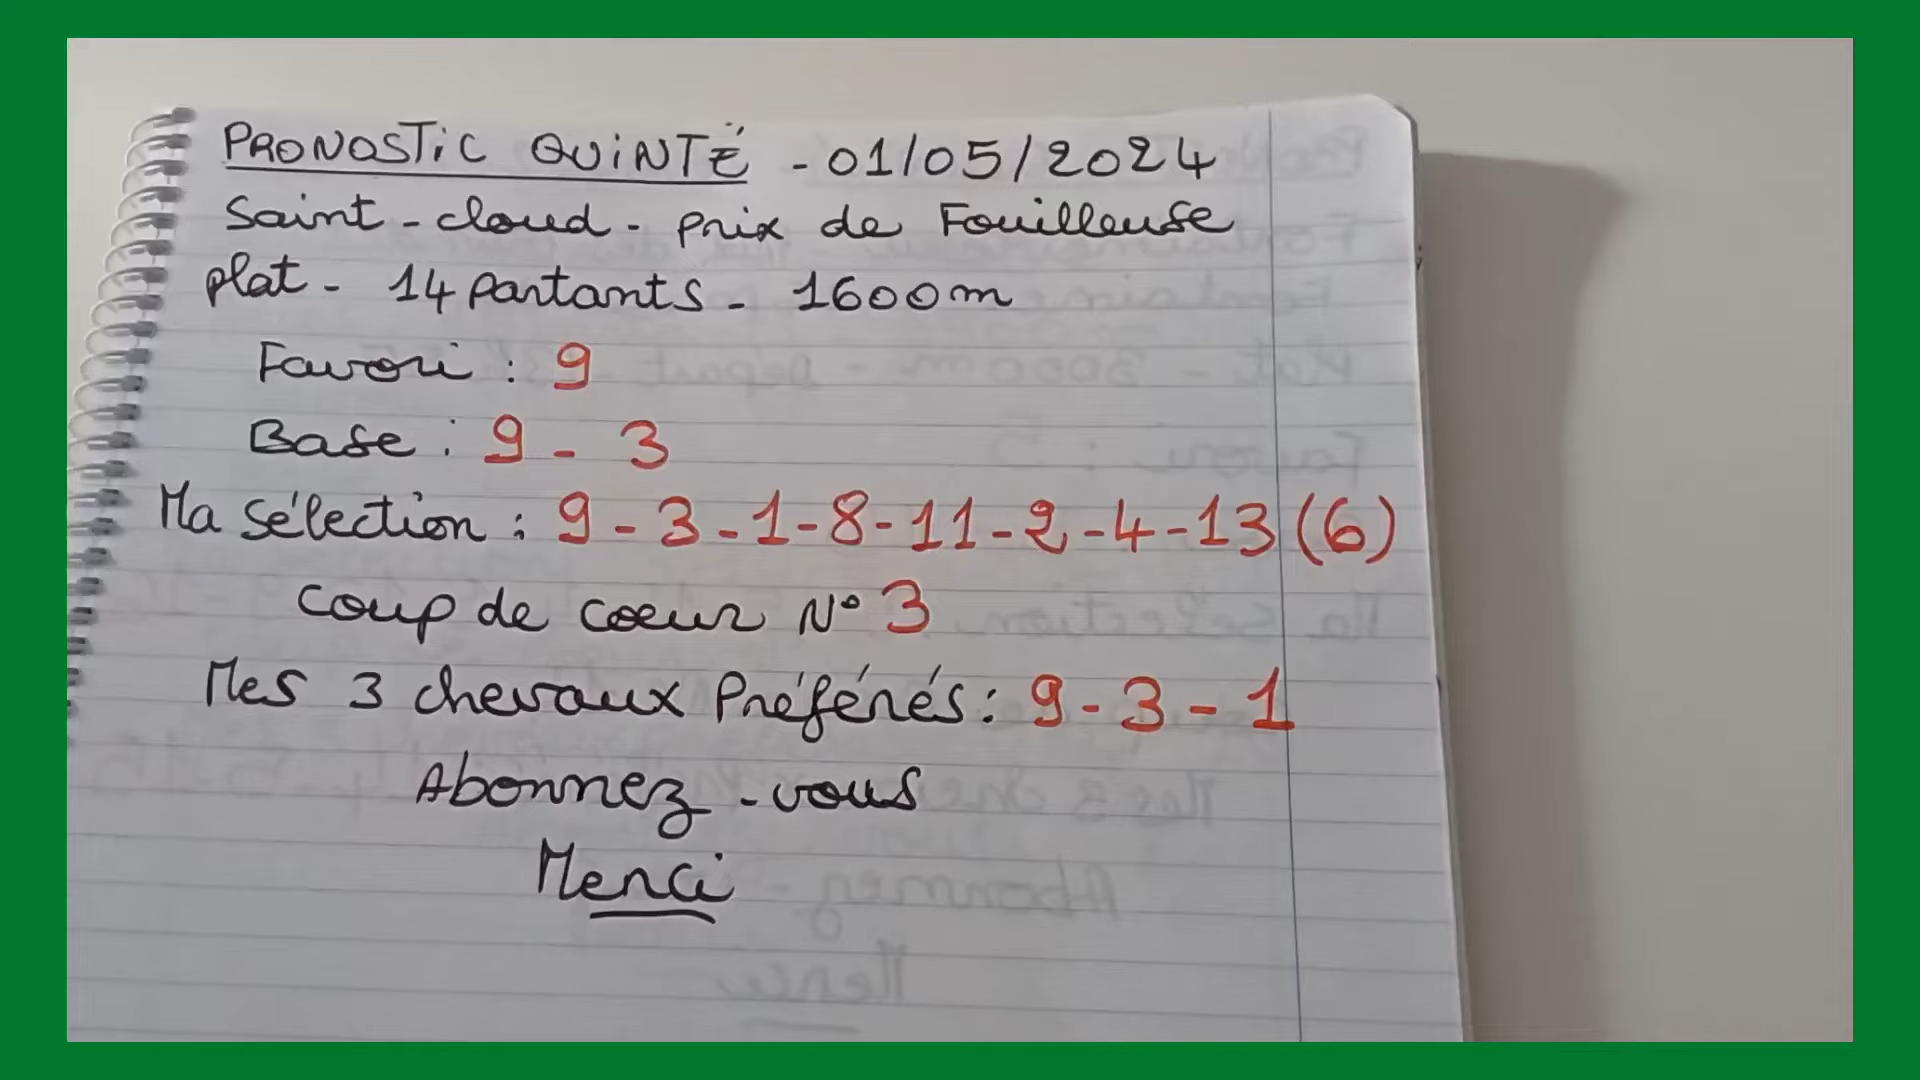 PRONOSTIC QUINTÉ - 01/05/2024
Saint-cloud - prix de Fouilleuse
plat - 14 partants - 1600m
Favori : 9
Base : 9 - 3
Ma sélection : 9 - 3 - 1 - 8 - 11 - 2 - 4 - 13 (6)
coup de coeur N° 3
Mes 3 chevaux Préférés : 9 - 3 - 1
Abonnez-vous
Merci